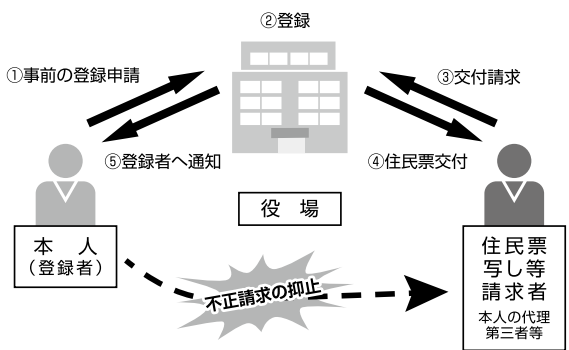 ②登録
①事前の登録申請
③交付請求
⑤登録者へ通知
④住民票交付
役　場
本　人
（登録者）
不正請求の抑止
住民票
写し等
請求者
本人の代理
第三者等